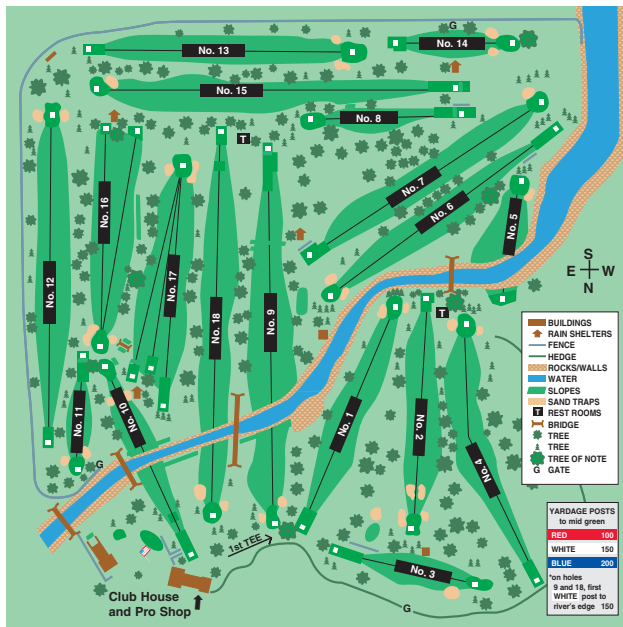 G
No. 13
No. 14
No. 15
No. 8
T
No. 7
No. 16
No. 6
No. 5
No. 12
No. 17
No. 18
No. 9
S
E W
N
T
No. 1
No. 2
No. 4
No. 10
No. 11
G
BUILDINGS
RAIN SHELTERS
FENCE
HEDGE
ROCKS/WALLS
WATER
SLOPES
SAND TRAPS
T REST ROOMS
BRIDGE
TREE
TREE
TREE OF NOTE
G GATE
YARDAGE POSTS
to mid green
RED 100
WHITE 150
BLUE 200
*on holes
9 and 18, first
WHITE post to
river's edge 150
1st TEE
No. 3
Club House
and Pro Shop
G